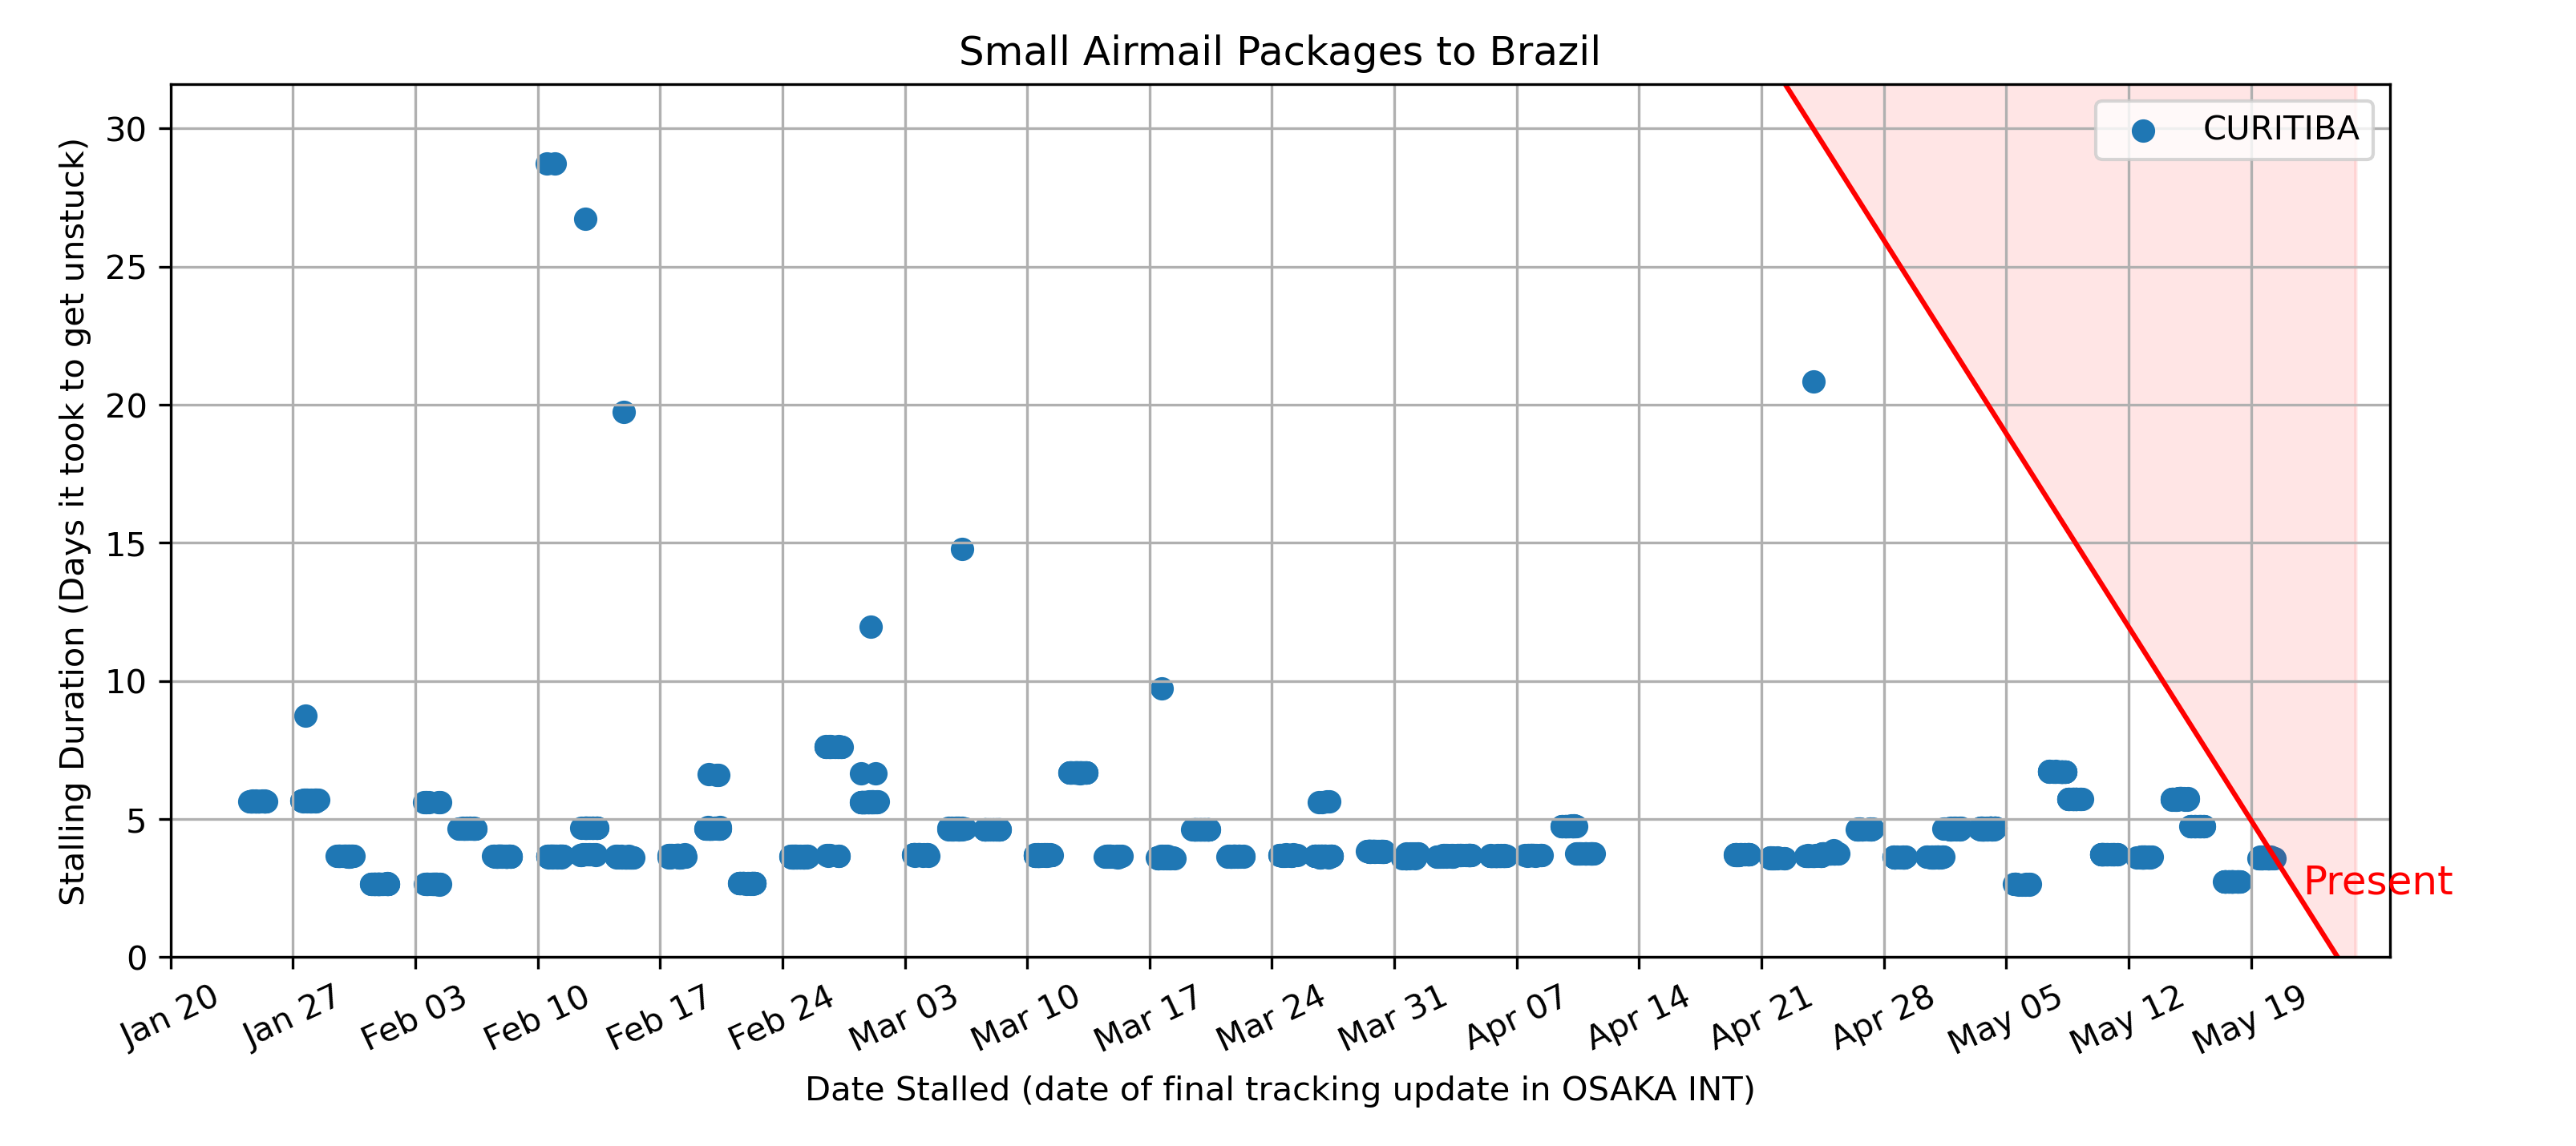 Small Airmail Packages to Brazil
CURITIBA
Present
30
25
20
15
10
5
0
Stalling Duration (Days it took to get unstuck)
Jan 20
Jan 27
Feb 03
Feb 10
Feb 17
Feb 24
Mar 03
Mar 10
Mar 17
Mar 24
Mar 31
Apr 07
Apr 14
Apr 21
Apr 28
May 05
May 12
May 19
Date Stalled (date of final tracking update in OSAKA INT)